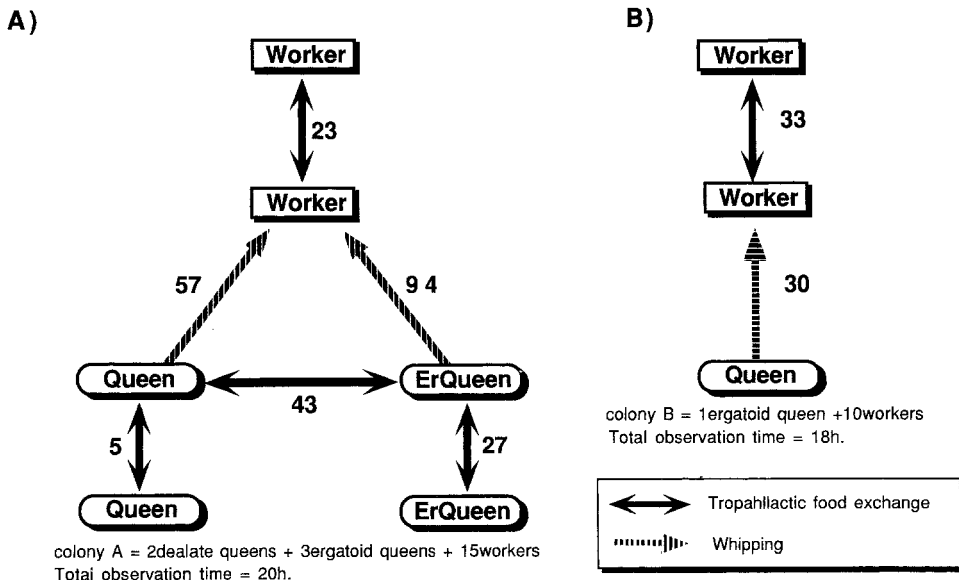 A)
Worker
23
Worker
57
9 4
Queen
ErQueen
43
5
27
Queen
ErQueen
colony A = 2dealate queens + 3ergatoid queens + 15workers
Total observation time = 20h.
B)
Worker
33
Worker
30
Queen
colony B = 1ergatoid queen +10workers
Total observation time = 18h.
Tropahllactic food exchange
Whipping